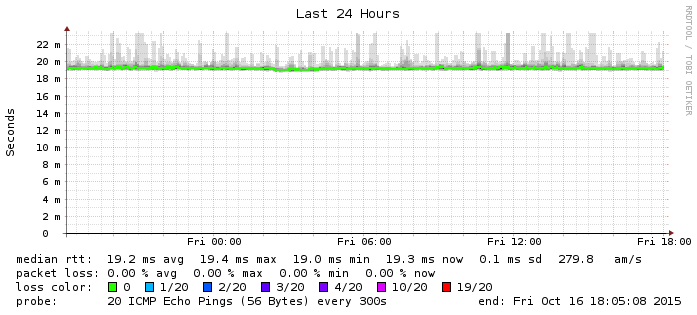 Last 24 Hours
RRDTOOL / TOBI OETIKER
Seconds
22 m
20 m
18 m
16 m
14 m
12 m
10 m
8 m
6 m
4 m
2 m
0
Fri 00:00 Fri 06:00 Fri 12:00 Fri 18:00
median rtt: 19.2 ms avg 19.4 ms max 19.0 ms min 19.3 ms now 0.1 ms sd 279.8 am/s
packet loss: 0.00 % avg 0.00 % max 0.00 % min 0.00 % now
loss color: 0 1/20 2/20 3/20 4/20 10/20 19/20
probe: 20 ICMP Echo Pings (56 Bytes) every 300s end: Fri Oct 16 18:05:08 2015